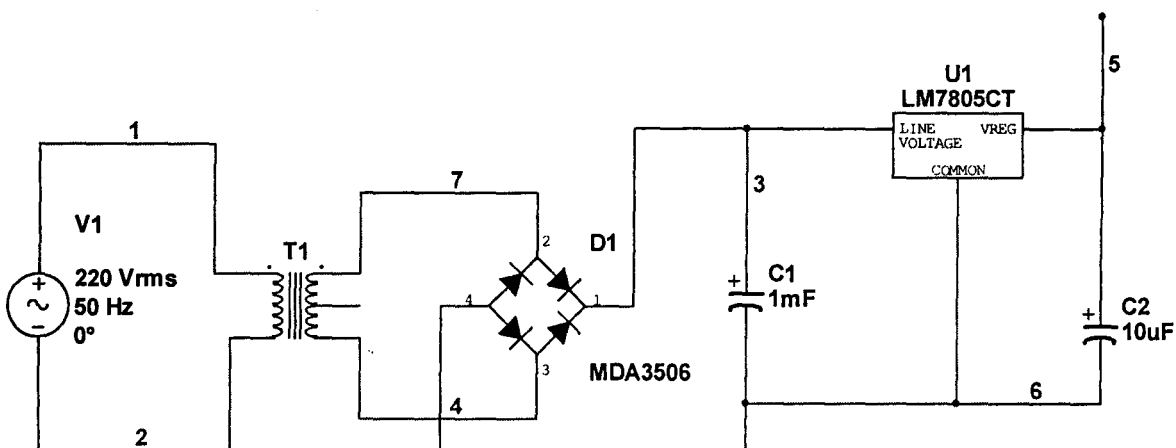 5
U1
LM7805CT
LINE VREG
VOLTAGE
COMMON
1
7
3
V1
T1
2
D1
220 Vrms
50 Hz
0°
4
1
C1
1mF
C2
10uF
3
MDA3506
4
6
2
+
−
+
+